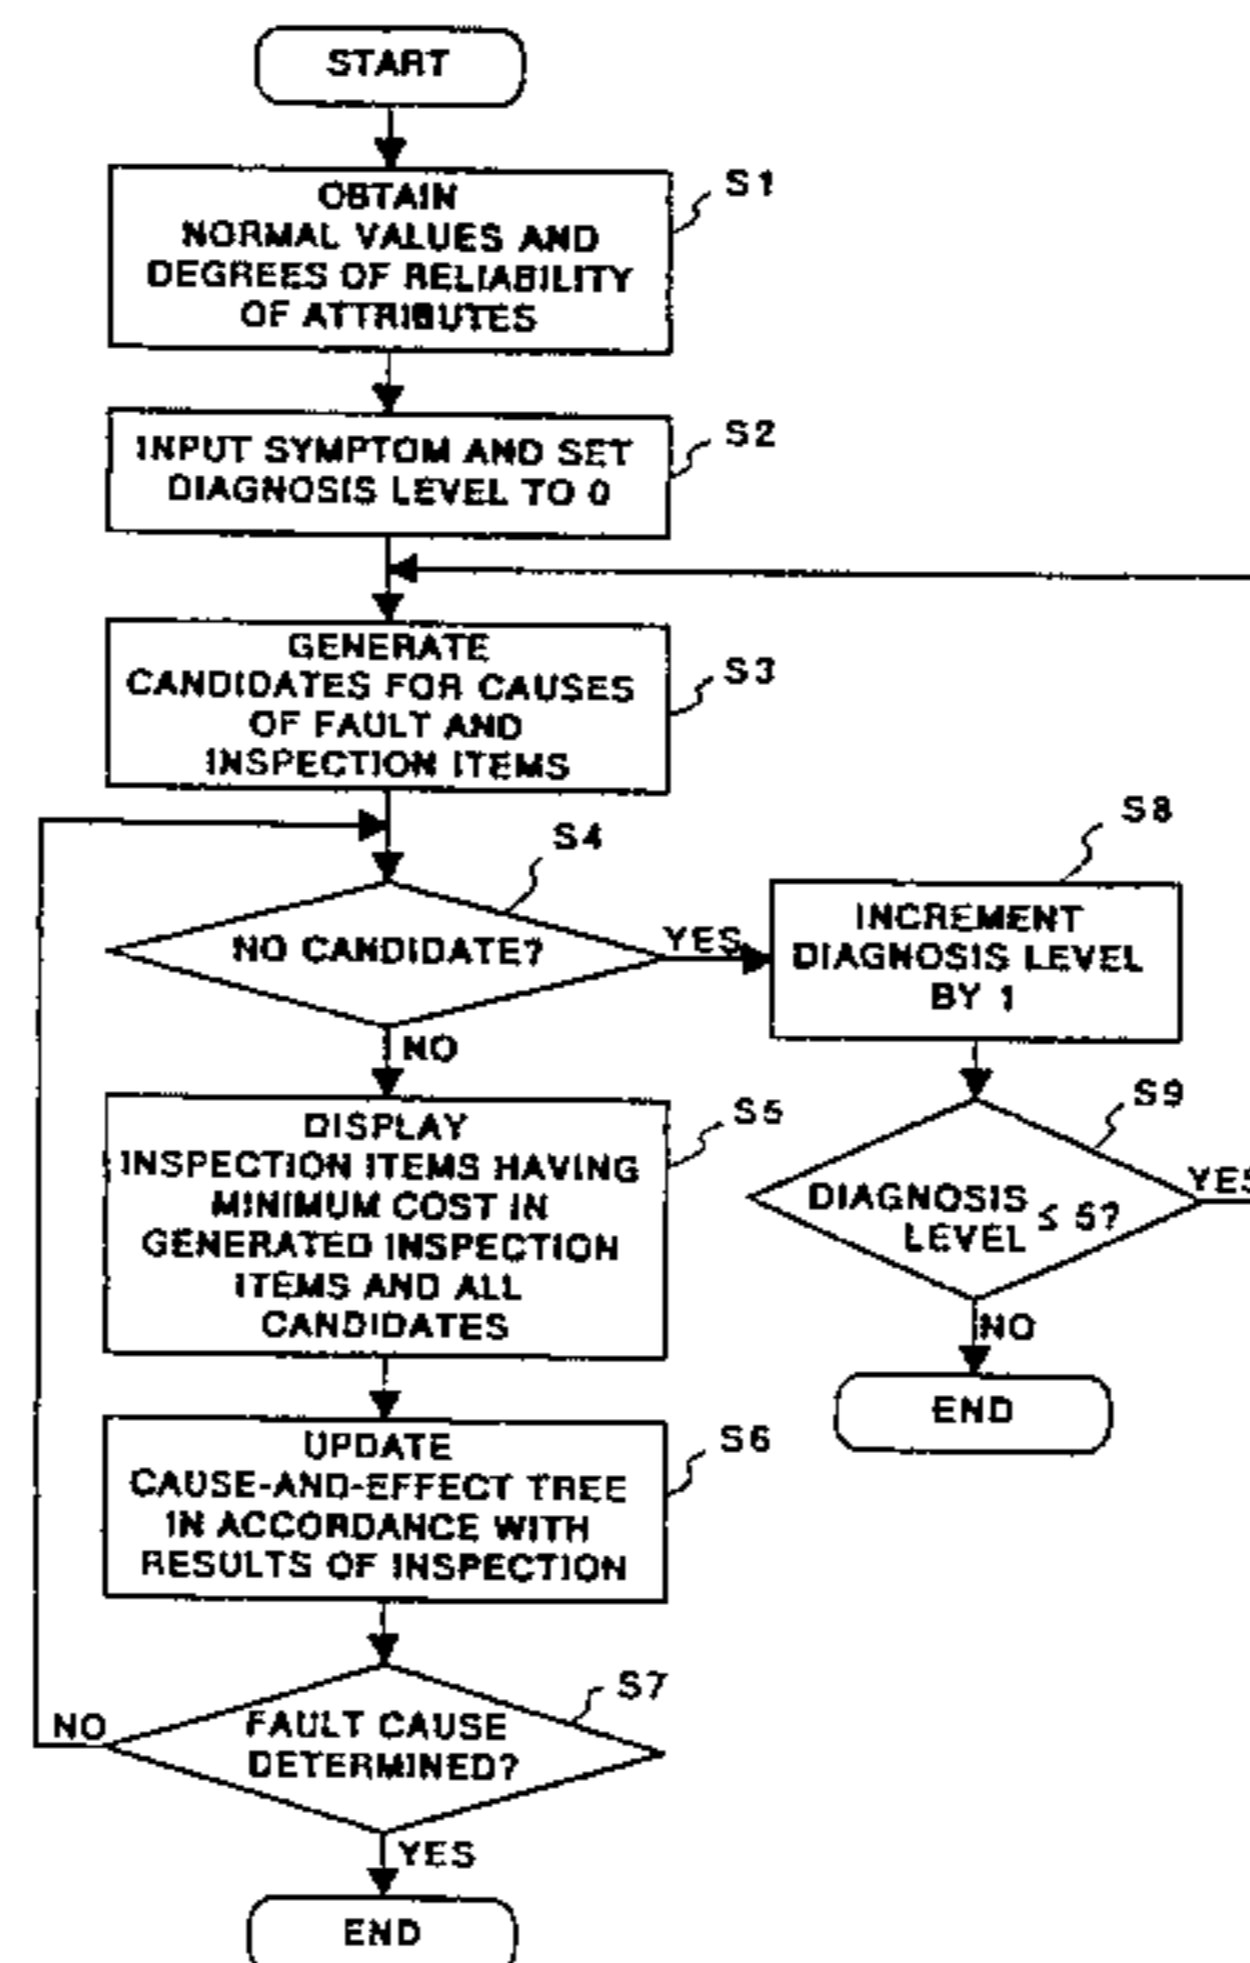 START
S1
OBTAIN
NORMAL VALUES AND
DEGREES OF RELIABILITY
OF ATTRIBUTES
S2
INPUT SYMPTOM AND SET
DIAGNOSIS LEVEL TO 0
S3
GENERATE
CANDIDATES FOR CAUSES
OF FAULT AND
INSPECTION ITEMS
S4
NO CANDIDATE?
YES
NO
S8
INCREMENT
DIAGNOSIS LEVEL
BY 1
S5
DISPLAY
INSPECTION ITEMS HAVING
MINIMUM COST IN
GENERATED INSPECTION
ITEMS AND ALL
CANDIDATES
S9
DIAGNOSIS
LEVEL ≤ 5?
YES
NO
END
S6
UPDATE
CAUSE-AND-EFFECT TREE
IN ACCORDANCE WITH
RESULTS OF INSPECTION
S7
FAULT CAUSE
DETERMINED?
NO
YES
END